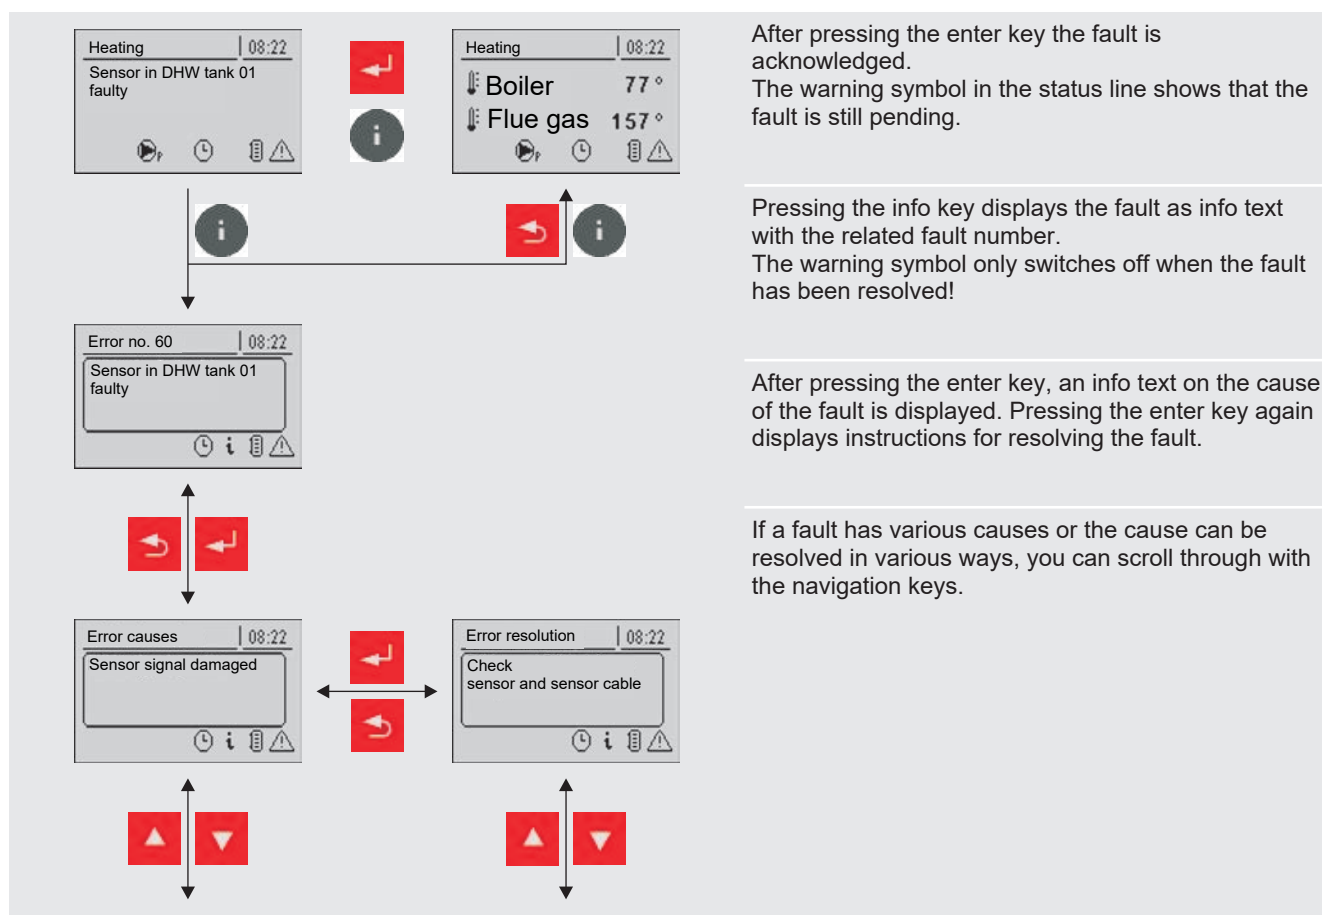 Heating 08:22
Sensor in DHW tank 01
faulty
P
i
Heating 08:22
Boiler 77°
Flue gas 157°
P
After pressing the enter key the fault is
acknowledged.
The warning symbol in the status line shows that the
fault is still pending.
i
i
Pressing the info key displays the fault as info text
with the related fault number.
The warning symbol only switches off when the fault
has been resolved!
Error no. 60 08:22
Sensor in DHW tank 01
faulty
i
After pressing the enter key, an info text on the cause
of the fault is displayed. Pressing the enter key again
displays instructions for resolving the fault.
If a fault has various causes or the cause can be
resolved in various ways, you can scroll through with
the navigation keys.
Error causes 08:22
Sensor signal damaged
i
Error resolution 08:22
Check
sensor and sensor cable
i